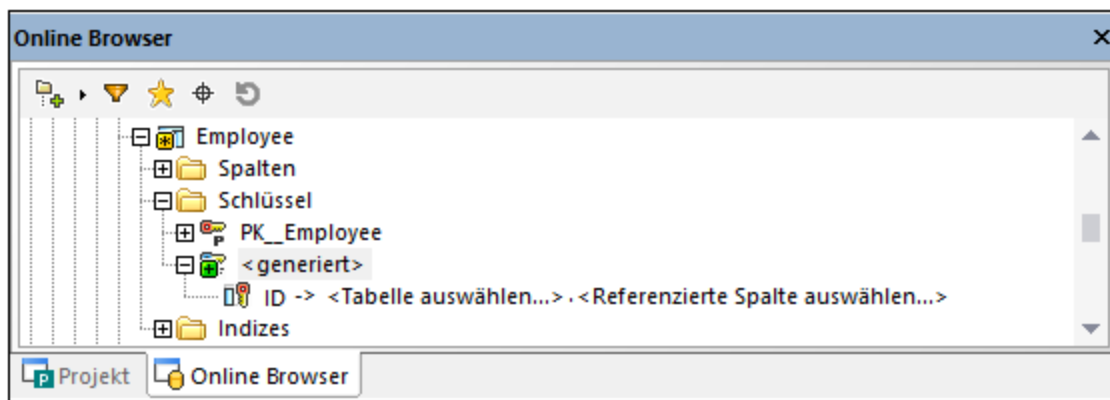 Online Browser
Employee
Spalten
Schlüssel
PK__Employee
<generiert>
ID -> <Tabelle auswählen...>.<Referenzierte Spalte auswählen...>
Indizes
Projekt Online Browser